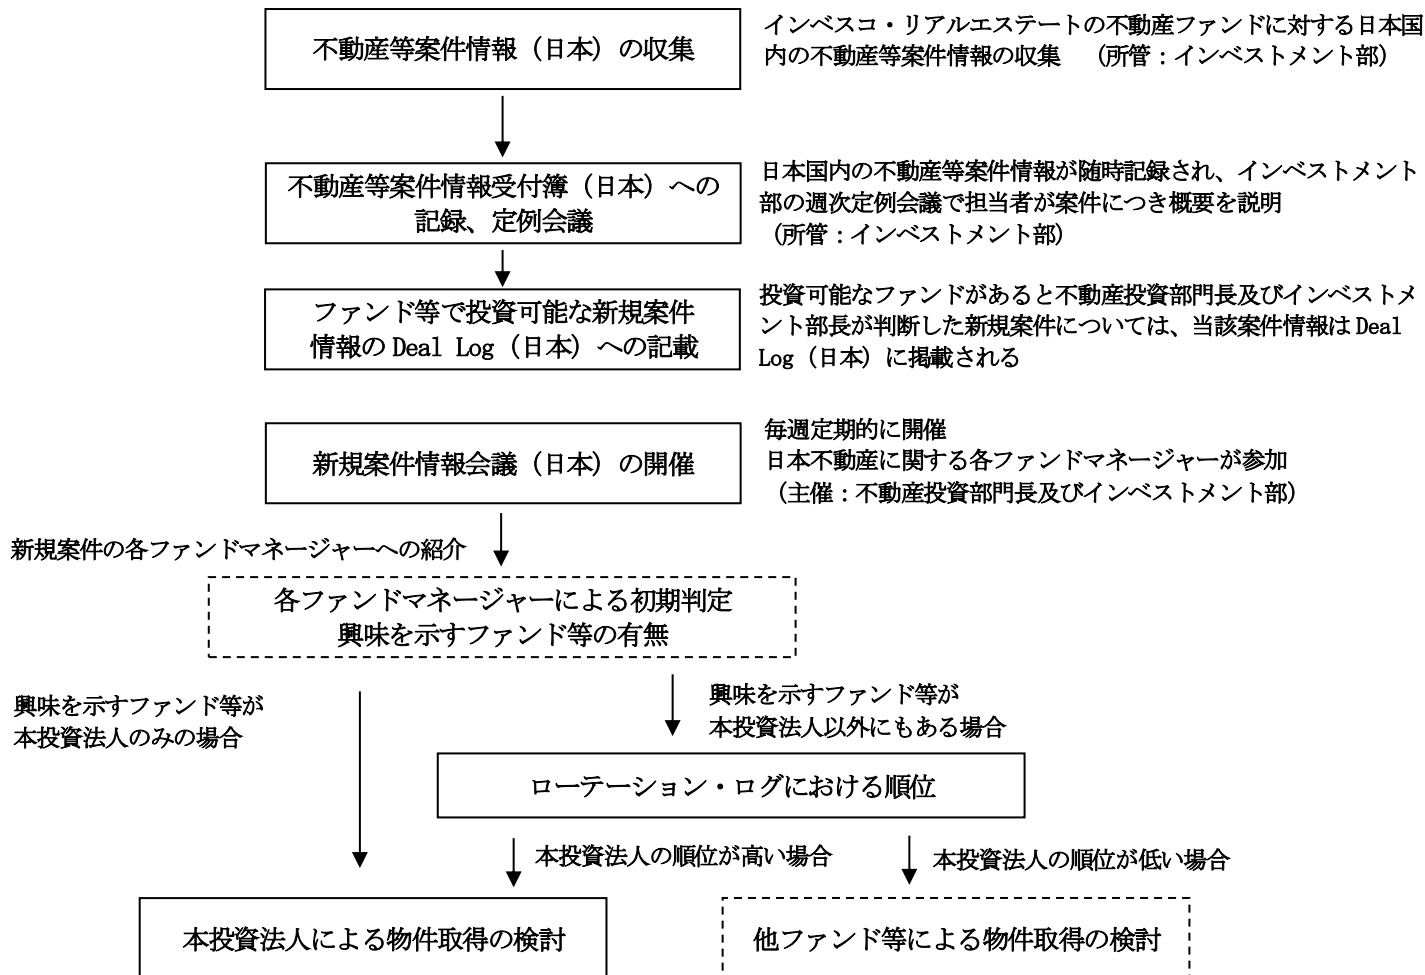 不動産等案件情報（日本）の収集
インベスコ・リアルエステートの不動産ファンドに対する日本国
内の不動産等案件情報の収集　（所管：インベストメント部）
不動産等案件情報受付簿（日本）への
記録、定例会議
日本国内の不動産等案件情報が随時記録され、インベストメント
部の週次定例会議で担当者が案件につき概要を説明
（所管：インベストメント部）
ファンド等で投資可能な新規案件
情報の Deal Log（日本）への記載
投資可能なファンドがあると不動産投資部門長及びインベストメ
ント部長が判断した新規案件については、当該案件情報は Deal
Log（日本）に掲載される
新規案件情報会議（日本）の開催
毎週定期的に開催
日本不動産に関する各ファンドマネージャーが参加
（主催：不動産投資部門長及びインベストメント部）
新規案件の各ファンドマネージャーへの紹介
各ファンドマネージャーによる初期判定
興味を示すファンド等の有無
興味を示すファンド等が
本投資法人のみの場合
興味を示すファンド等が
本投資法人以外にもある場合
ローテーション・ログにおける順位
本投資法人の順位が高い場合
本投資法人の順位が低い場合
本投資法人による物件取得の検討
他ファンド等による物件取得の検討